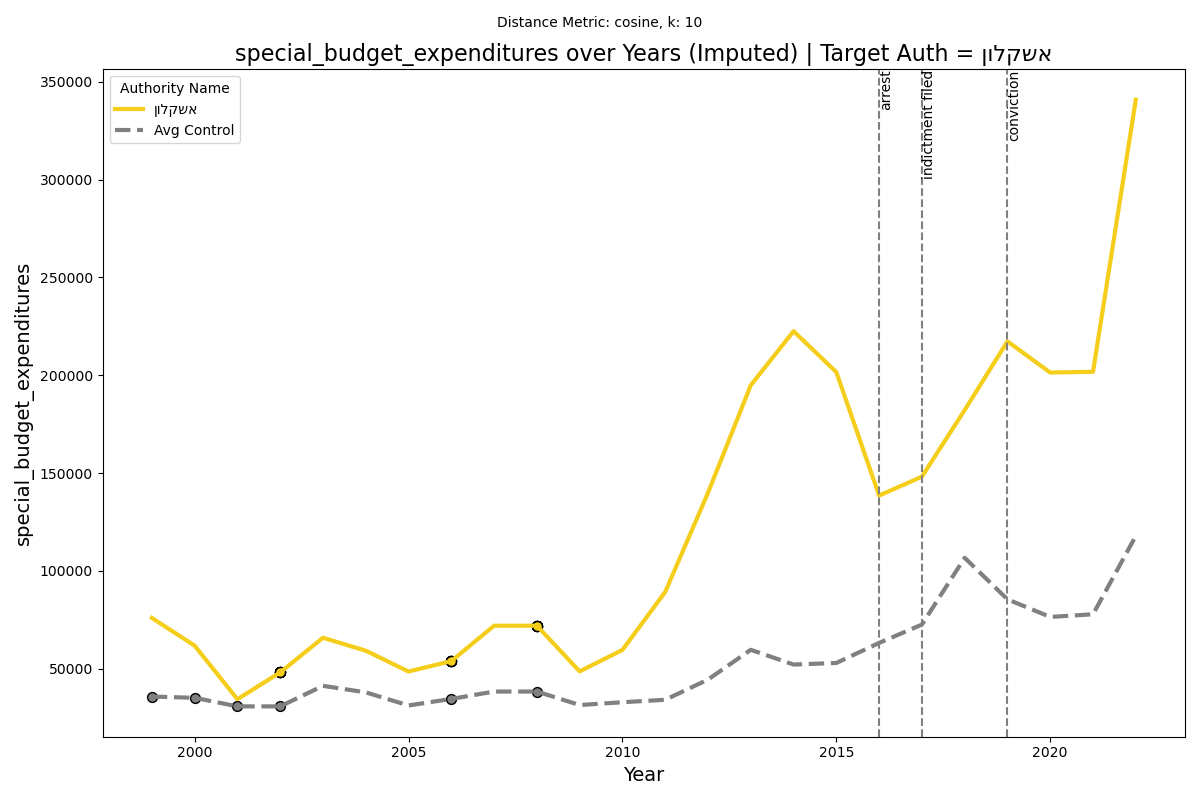 Distance Metric: cosine, k: 10
special_budget_expenditures over Years (Imputed) | Target Auth = אשקלון
Authority Name
אשקלון
Avg Control
arrest
indictment filed
conviction
350000
300000
250000
200000
150000
100000
50000
special_budget_expenditures
2000
2005
2010
2015
2020
Year